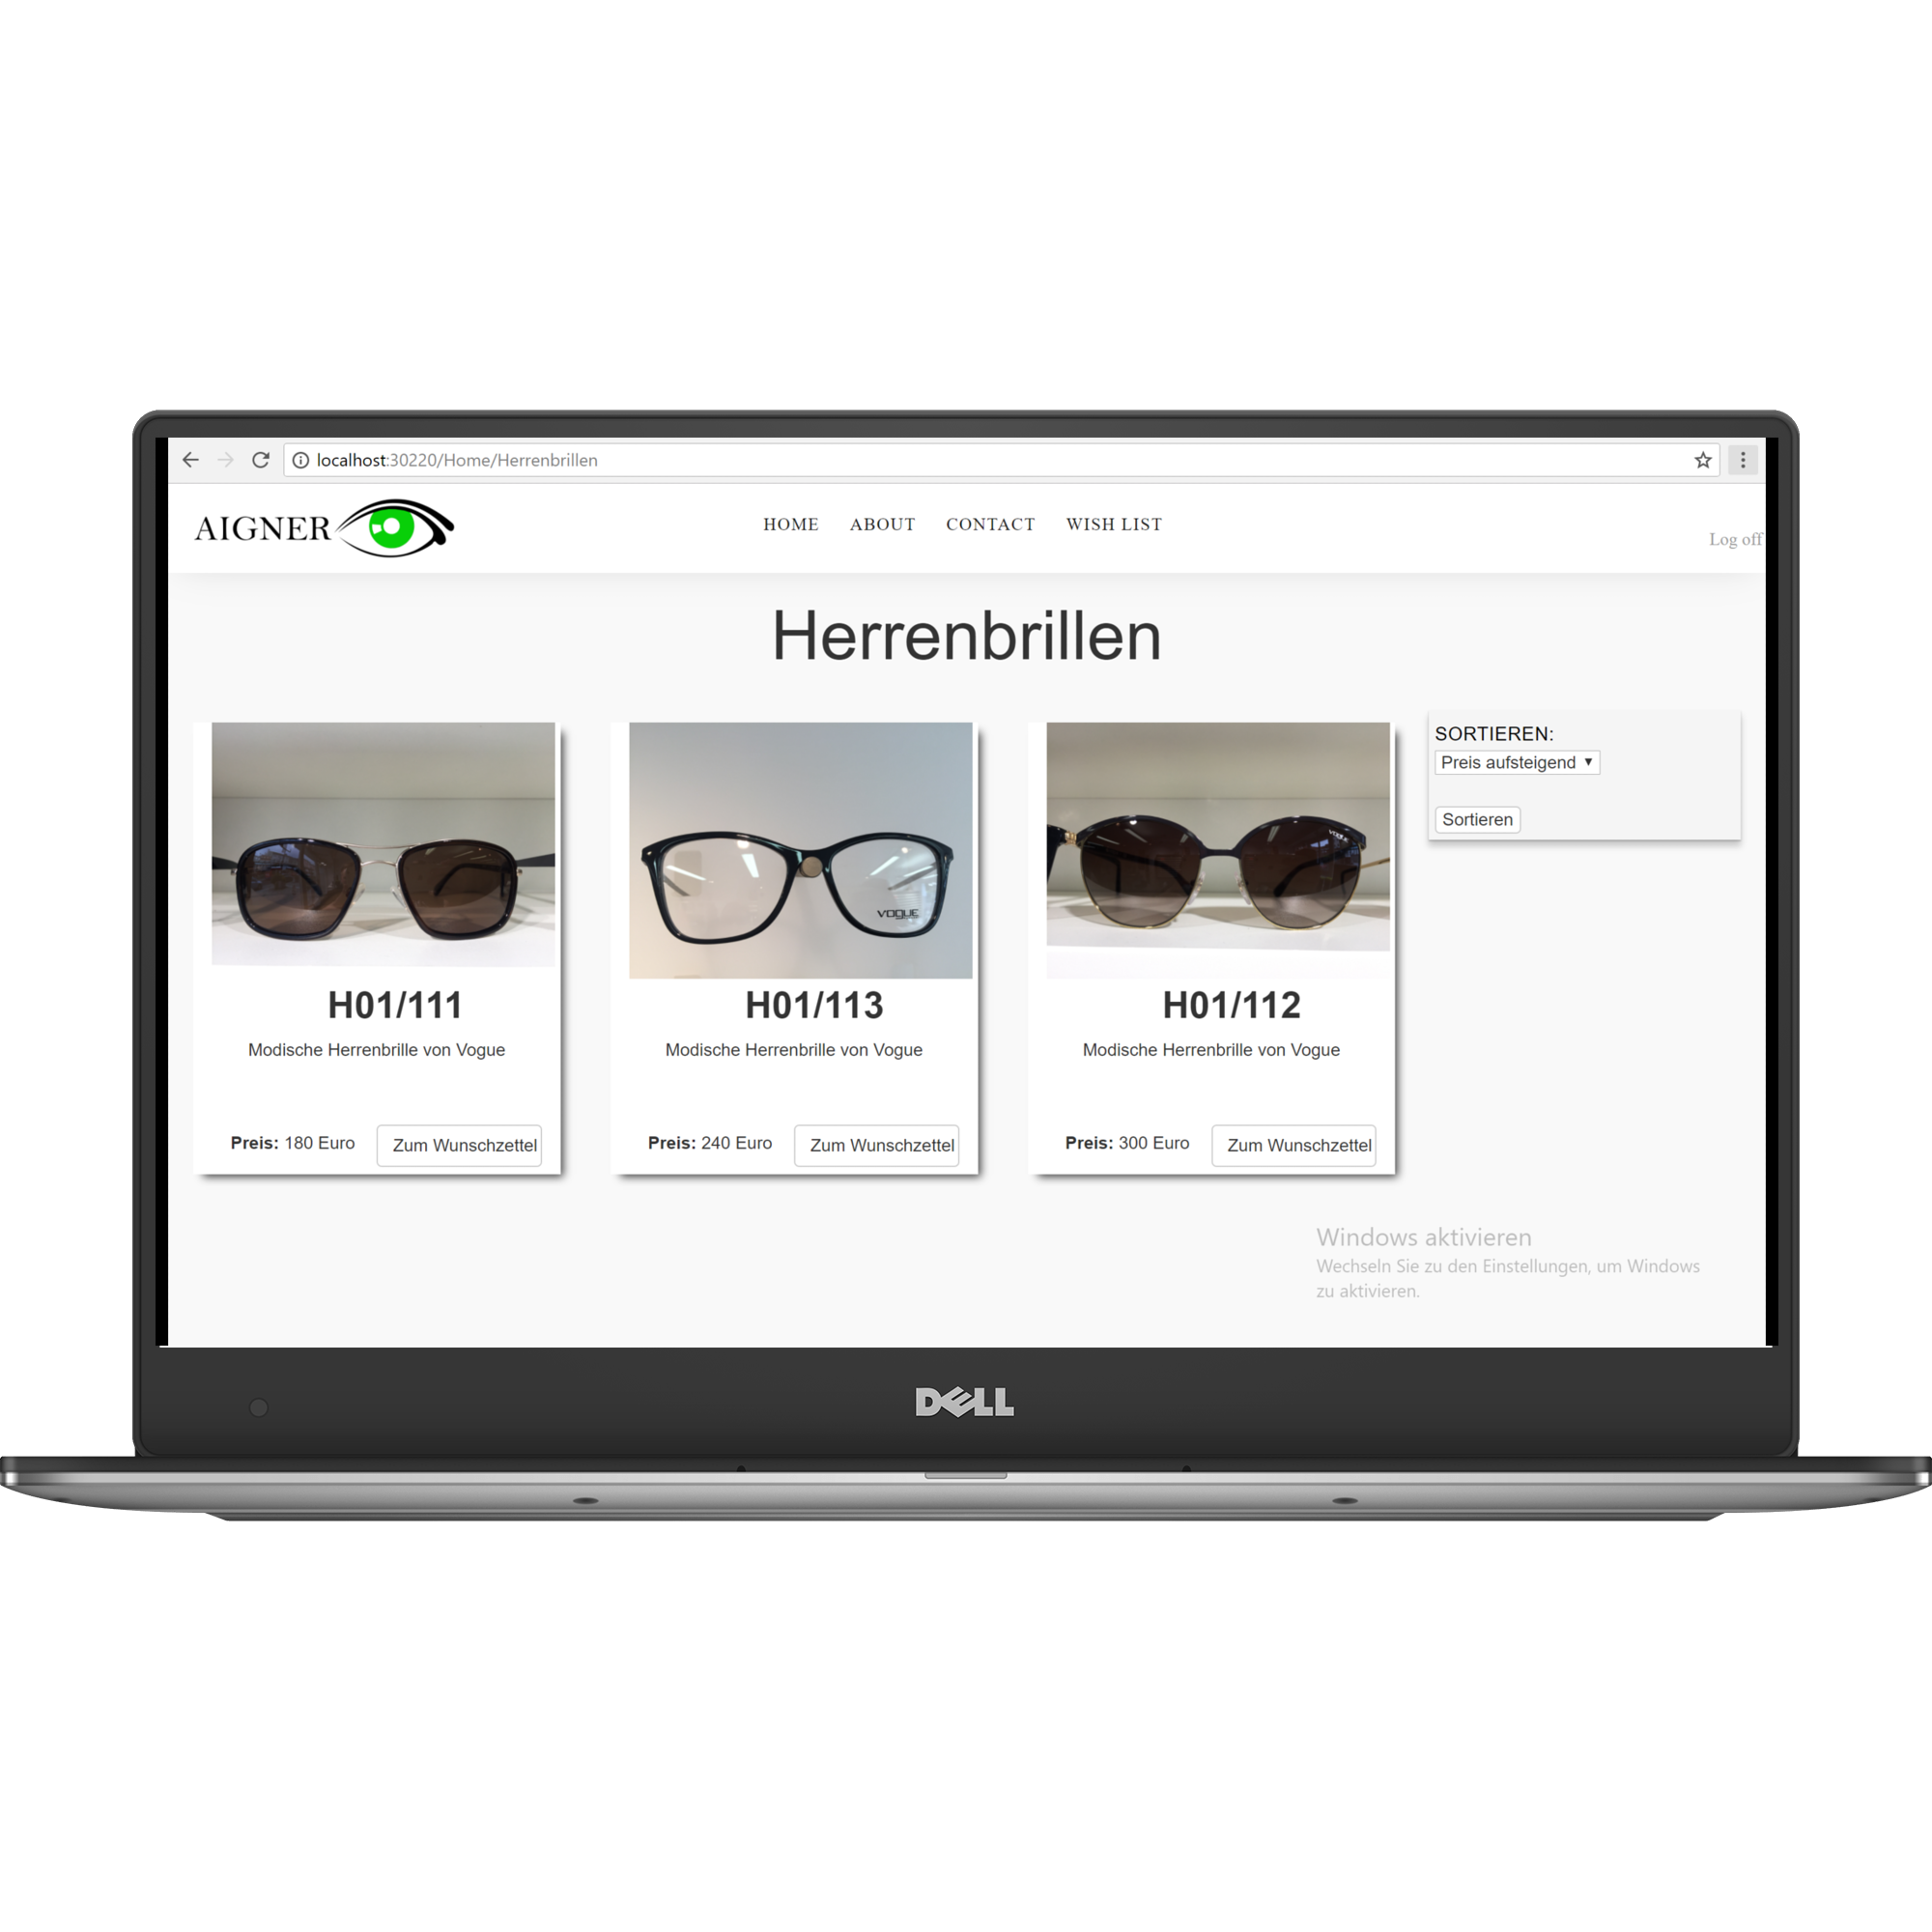 localhost:30220/Home/Herrenbrillen
AIGNER
HOME ABOUT CONTACT WISH LIST
Log off
Herrenbrillen
SORTIEREN:
Preis aufsteigend
Sortieren
VOGUE
VOGUE
H01/111
Modische Herrenbrille von Vogue
Preis: 180 Euro
Zum Wunschzettel
H01/113
Modische Herrenbrille von Vogue
Preis: 240 Euro
Zum Wunschzettel
H01/112
Modische Herrenbrille von Vogue
Preis: 300 Euro
Zum Wunschzettel
Windows aktivieren
Wechseln Sie zu den Einstellungen, um Windows
zu aktivieren.
DELL